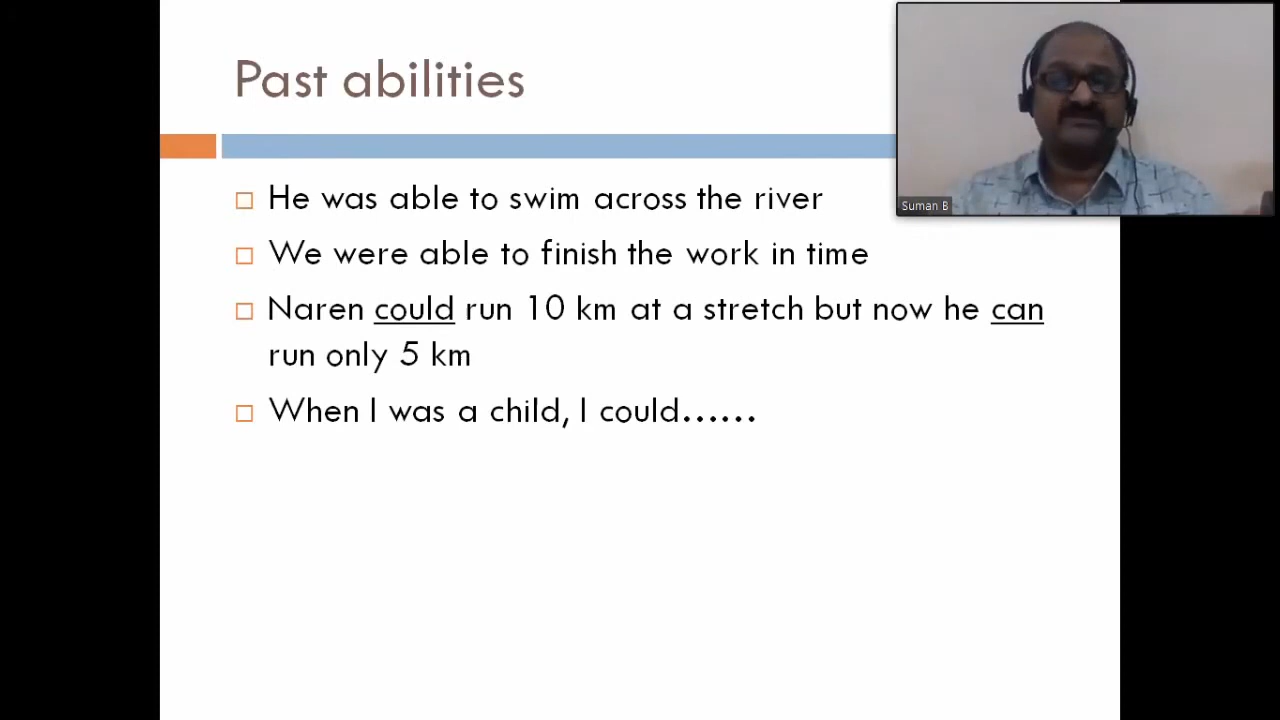 Past abilities
Suman B
He was able to swim across the river
We were able to finish the work in time
Naren could run 10 km at a stretch but now he can
run only 5 km
When I was a child, I could......